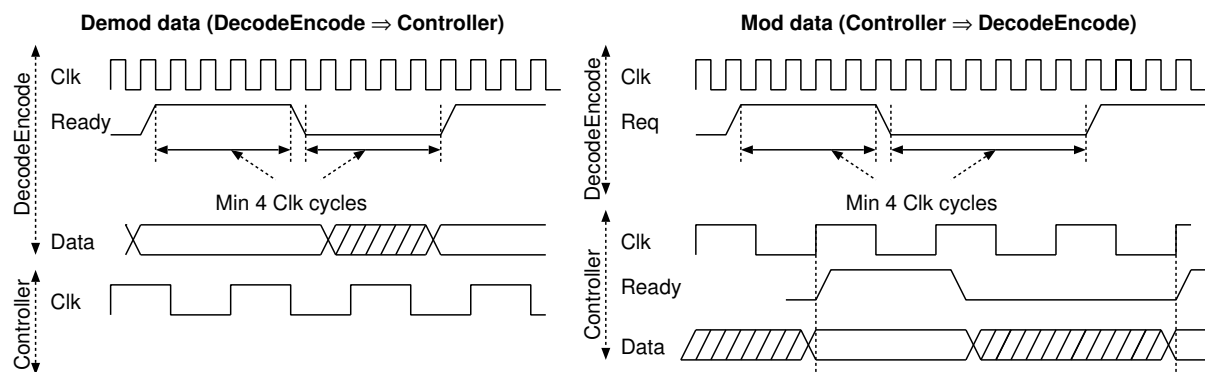 Demod data (DecodeEncode ⇒ Controller)
DecodeEncode
Clk
Ready
Min 4 Clk cycles
Data
Controller
Clk
Mod data (Controller ⇒ DecodeEncode)
DecodeEncode
Clk
Req
Min 4 Clk cycles
Controller
Clk
Ready
Data